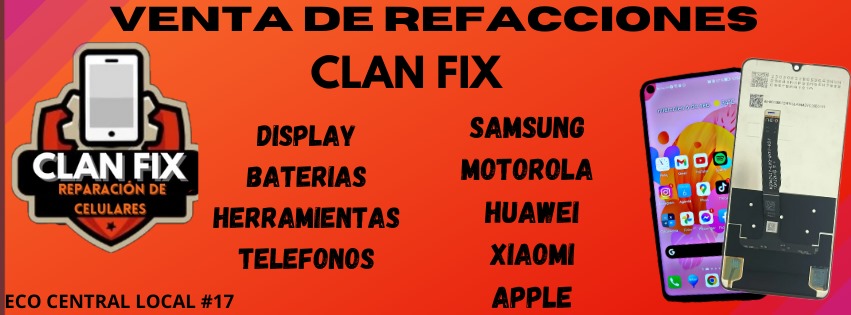 VENTA DE REFACCIONES
CLAN FIX
CLAN FIX
REPARACIÓN DE
CELULARES
DISPLAY
BATERIAS
HERRAMIENTAS
TELEFONOS
SAMSUNG
MOTOROLA
HUAWEI
XIAOMI
APPLE
ECO CENTRAL LOCAL #17